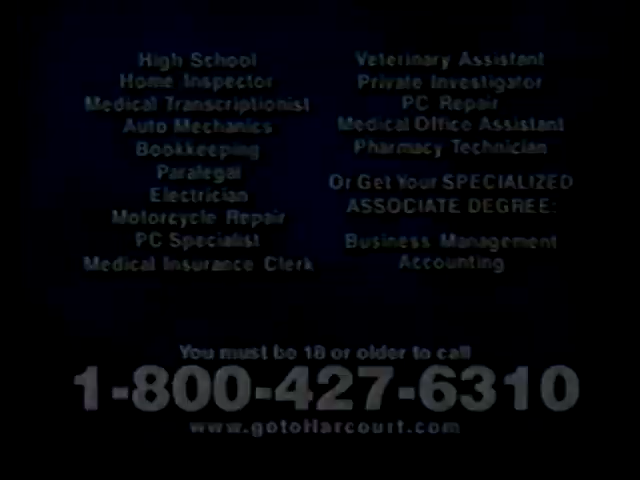 High School
Home Inspector
Medical Transcriptionist
Auto Mechanics
Bookkeeping
Paralegal
Electrician
Motorcycle Repair
PC Specialist
Medical Insurance Clerk
Veterinary Assistant
Private Investigator
PC Repair
Medical Office Assistant
Pharmacy Technician
Or Get Your SPECIALIZED
ASSOCIATE DEGREE:
Business Management
Accounting
You must be 18 or older to call
1-800-427-6310
www.gotoHarcourt.com